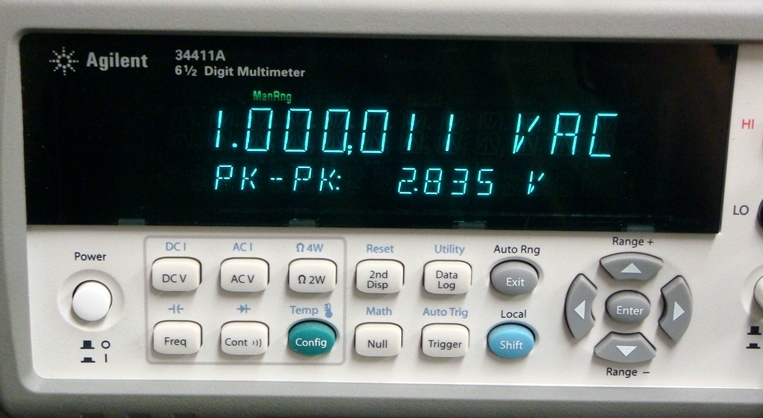 Agilent
34411A
6½ Digit Multimeter
ManRng
1.000,011 VAC
PK-PK: 2.835 V
HI
LO
Power
O
I
DC I AC I Ω 4W Reset Utility Auto Rng
DC V AC V Ω 2W 2nd Disp Data Log Exit
Temp Math Auto Trig Local
Freq Cont Config Null Trigger Shift
Range +
Enter
Range −